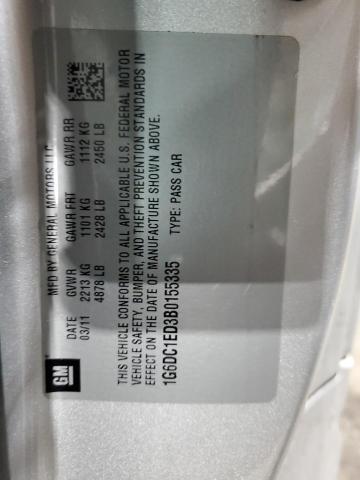 GM
MFD BY GENERAL MOTORS LLC
DATE GVWR GAWR FRT GAWR RR
03/11 2213 KG 1101 KG 1112 KG
4878 LB 2428 LB 2450 LB
THIS VEHICLE CONFORMS TO ALL APPLICABLE U.S. FEDERAL MOTOR
VEHICLE SAFETY, BUMPER, AND THEFT PREVENTION STANDARDS IN
EFFECT ON THE DATE OF MANUFACTURE SHOWN ABOVE.
1G6DC1ED3B0155335 TYPE: PASS CAR